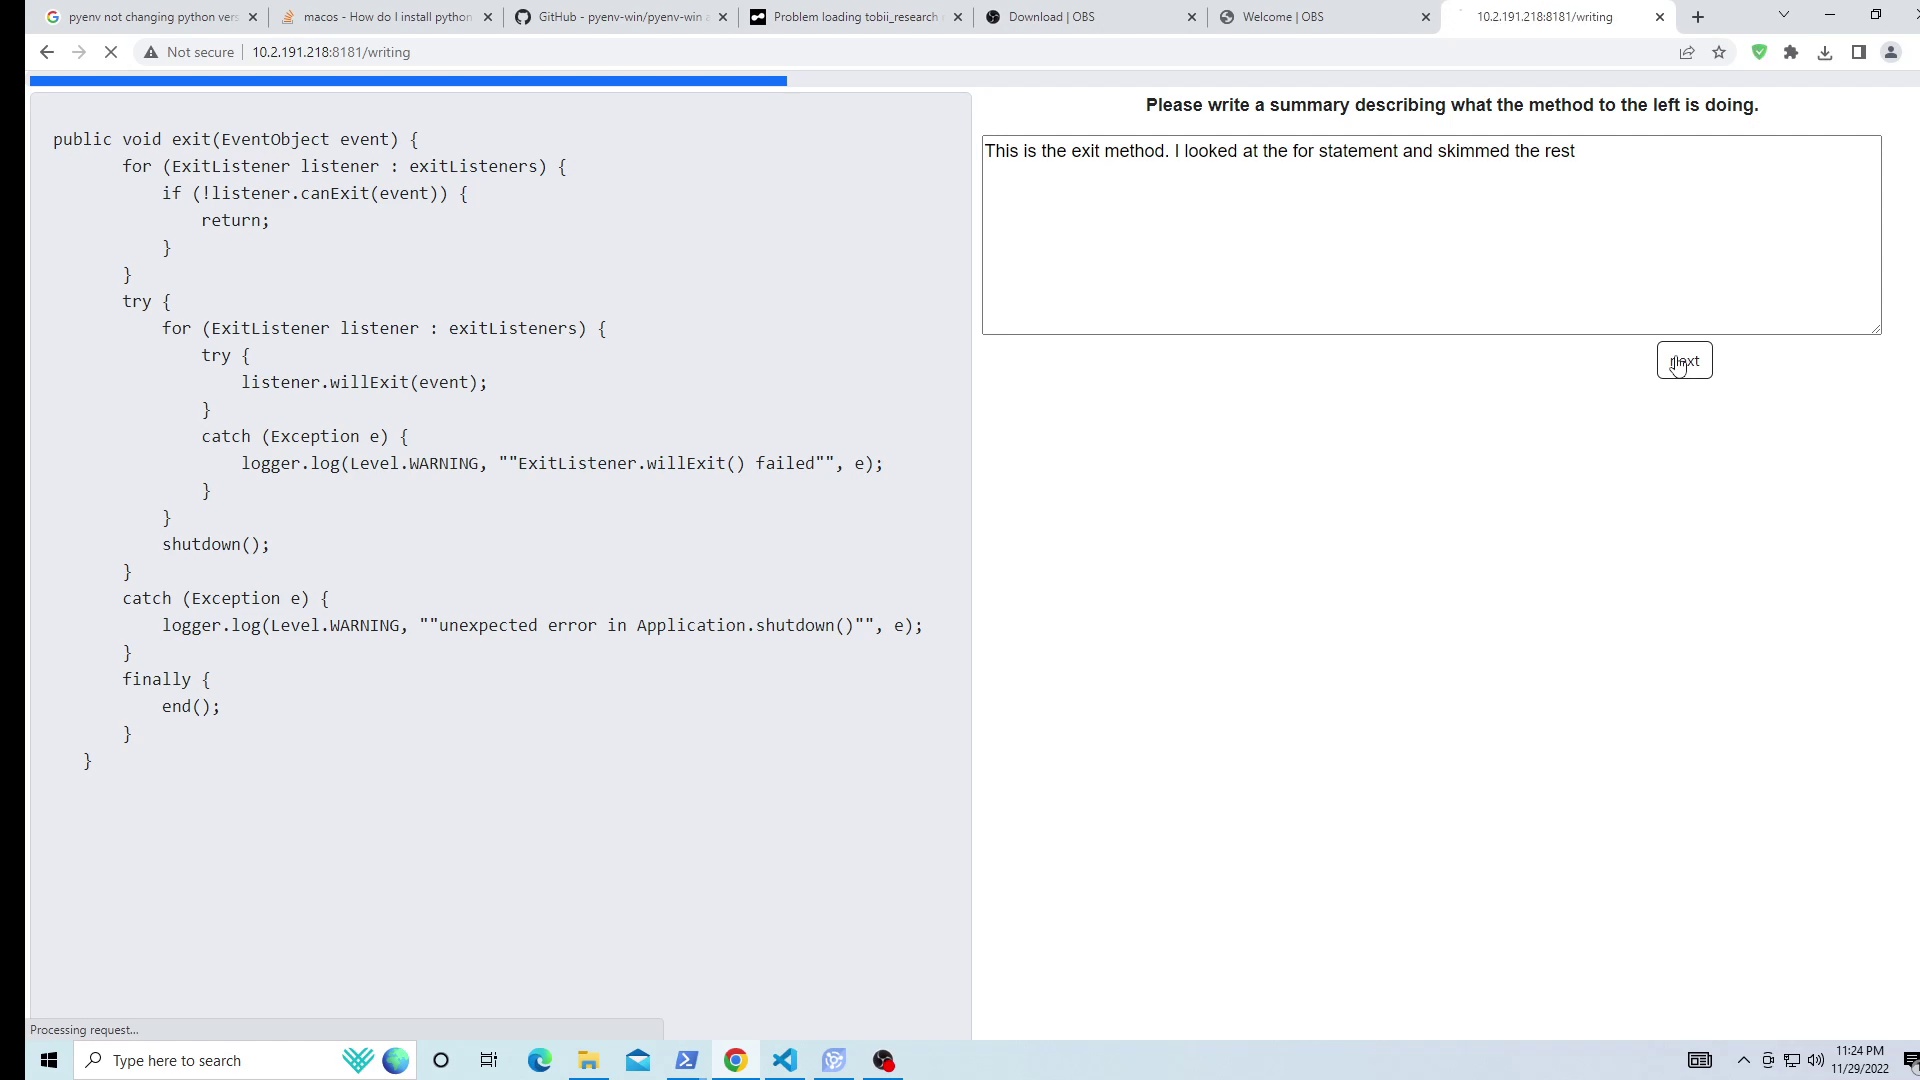 pyenv not changing python vers
macos - How do I install python
GitHub - pyenv-win/pyenv-win a
Problem loading tobii_research
Download | OBS
Welcome | OBS
10.2.191.218:8181/writing
Not secure 10.2.191.218:8181/writing
public void exit(EventObject event) {
for (ExitListener listener : exitListeners) {
if (!listener.canExit(event)) {
return;
}
}
try {
for (ExitListener listener : exitListeners) {
try {
listener.willExit(event);
}
catch (Exception e) {
logger.log(Level.WARNING, ""ExitListener.willExit() failed"", e);
}
}
shutdown();
}
catch (Exception e) {
logger.log(Level.WARNING, ""unexpected error in Application.shutdown()"", e);
}
finally {
end();
}
}
Please write a summary describing what the method to the left is doing.
This is the exit method. I looked at the for statement and skimmed the rest
next
Processing request...
Type here to search
11:24 PM
11/29/2022